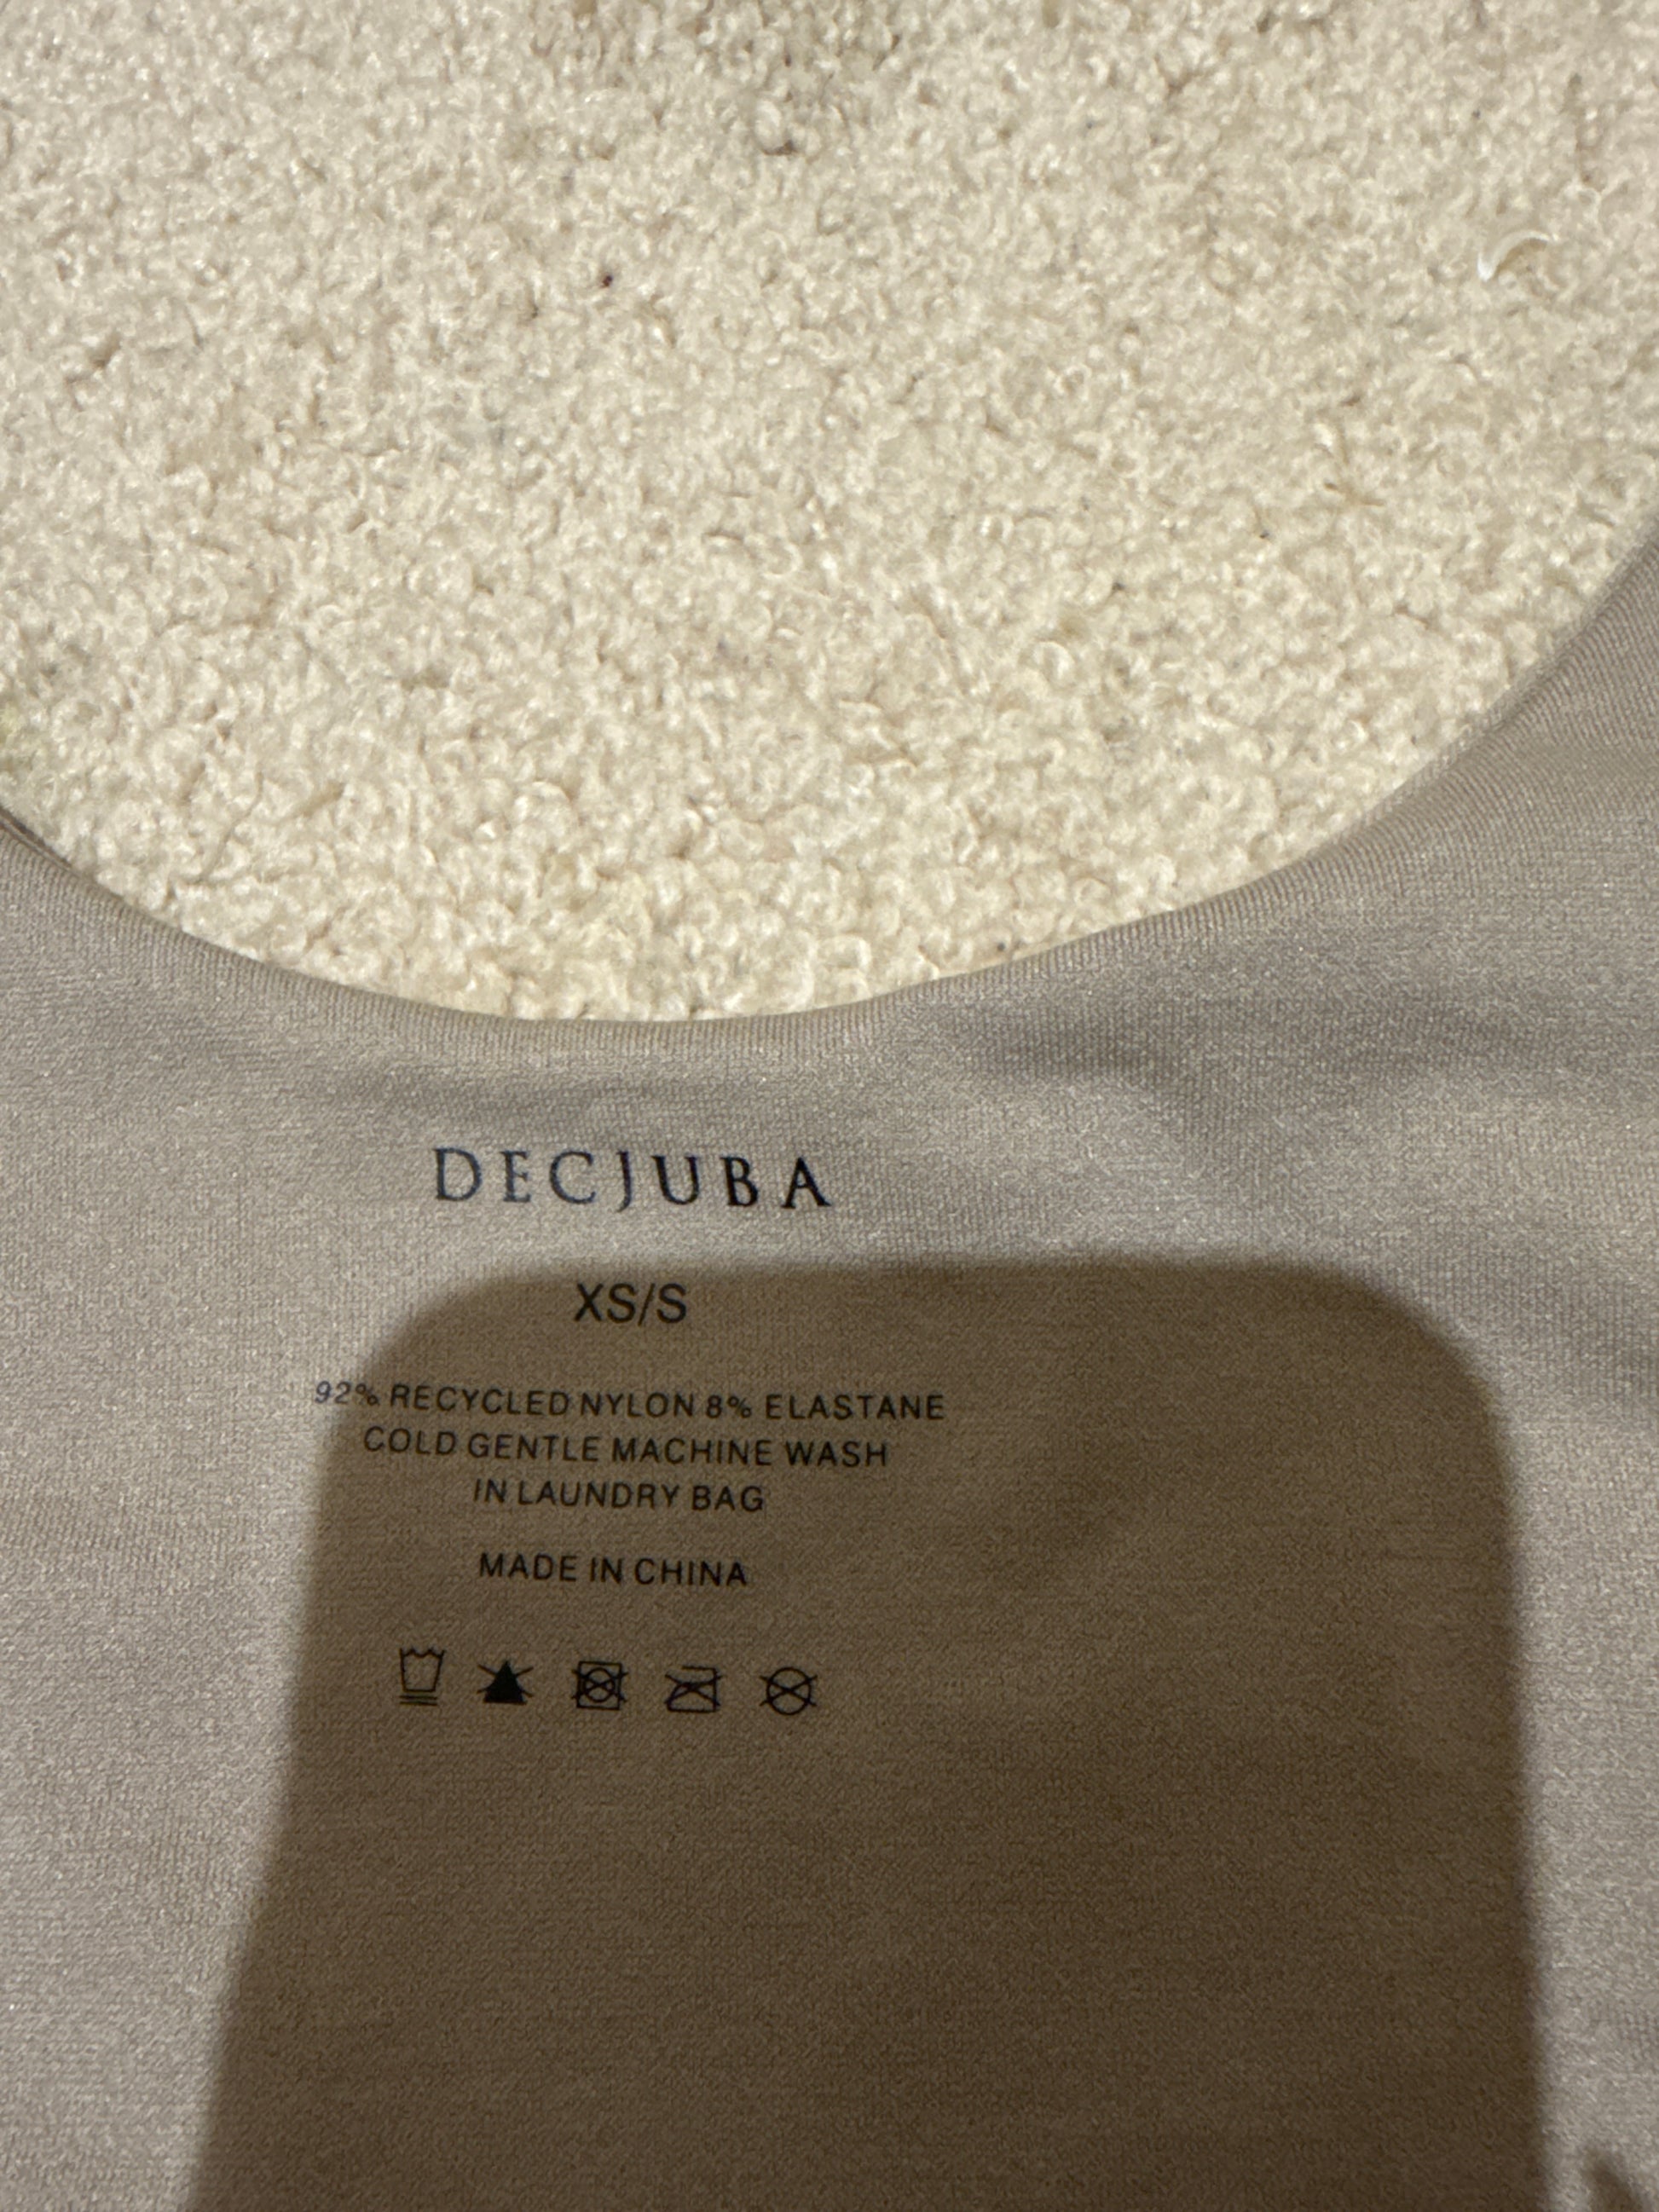 DECJUBA
XS/S
92% RECYCLED NYLON 8% ELASTANE
COLD GENTLE MACHINE WASH
IN LAUNDRY BAG
MADE IN CHINA